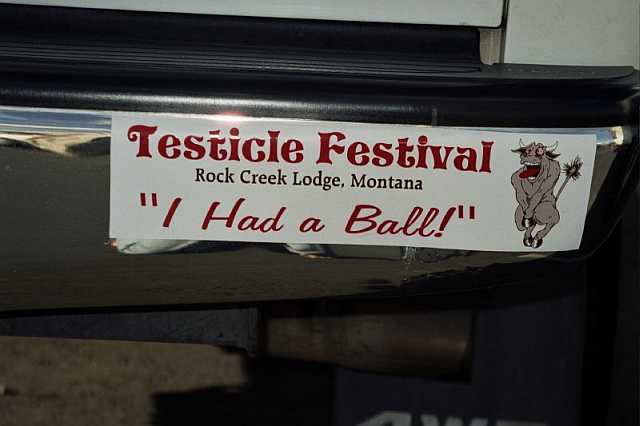 Testicle Festival
Rock Creek Lodge, Montana
"I Had a Ball!"